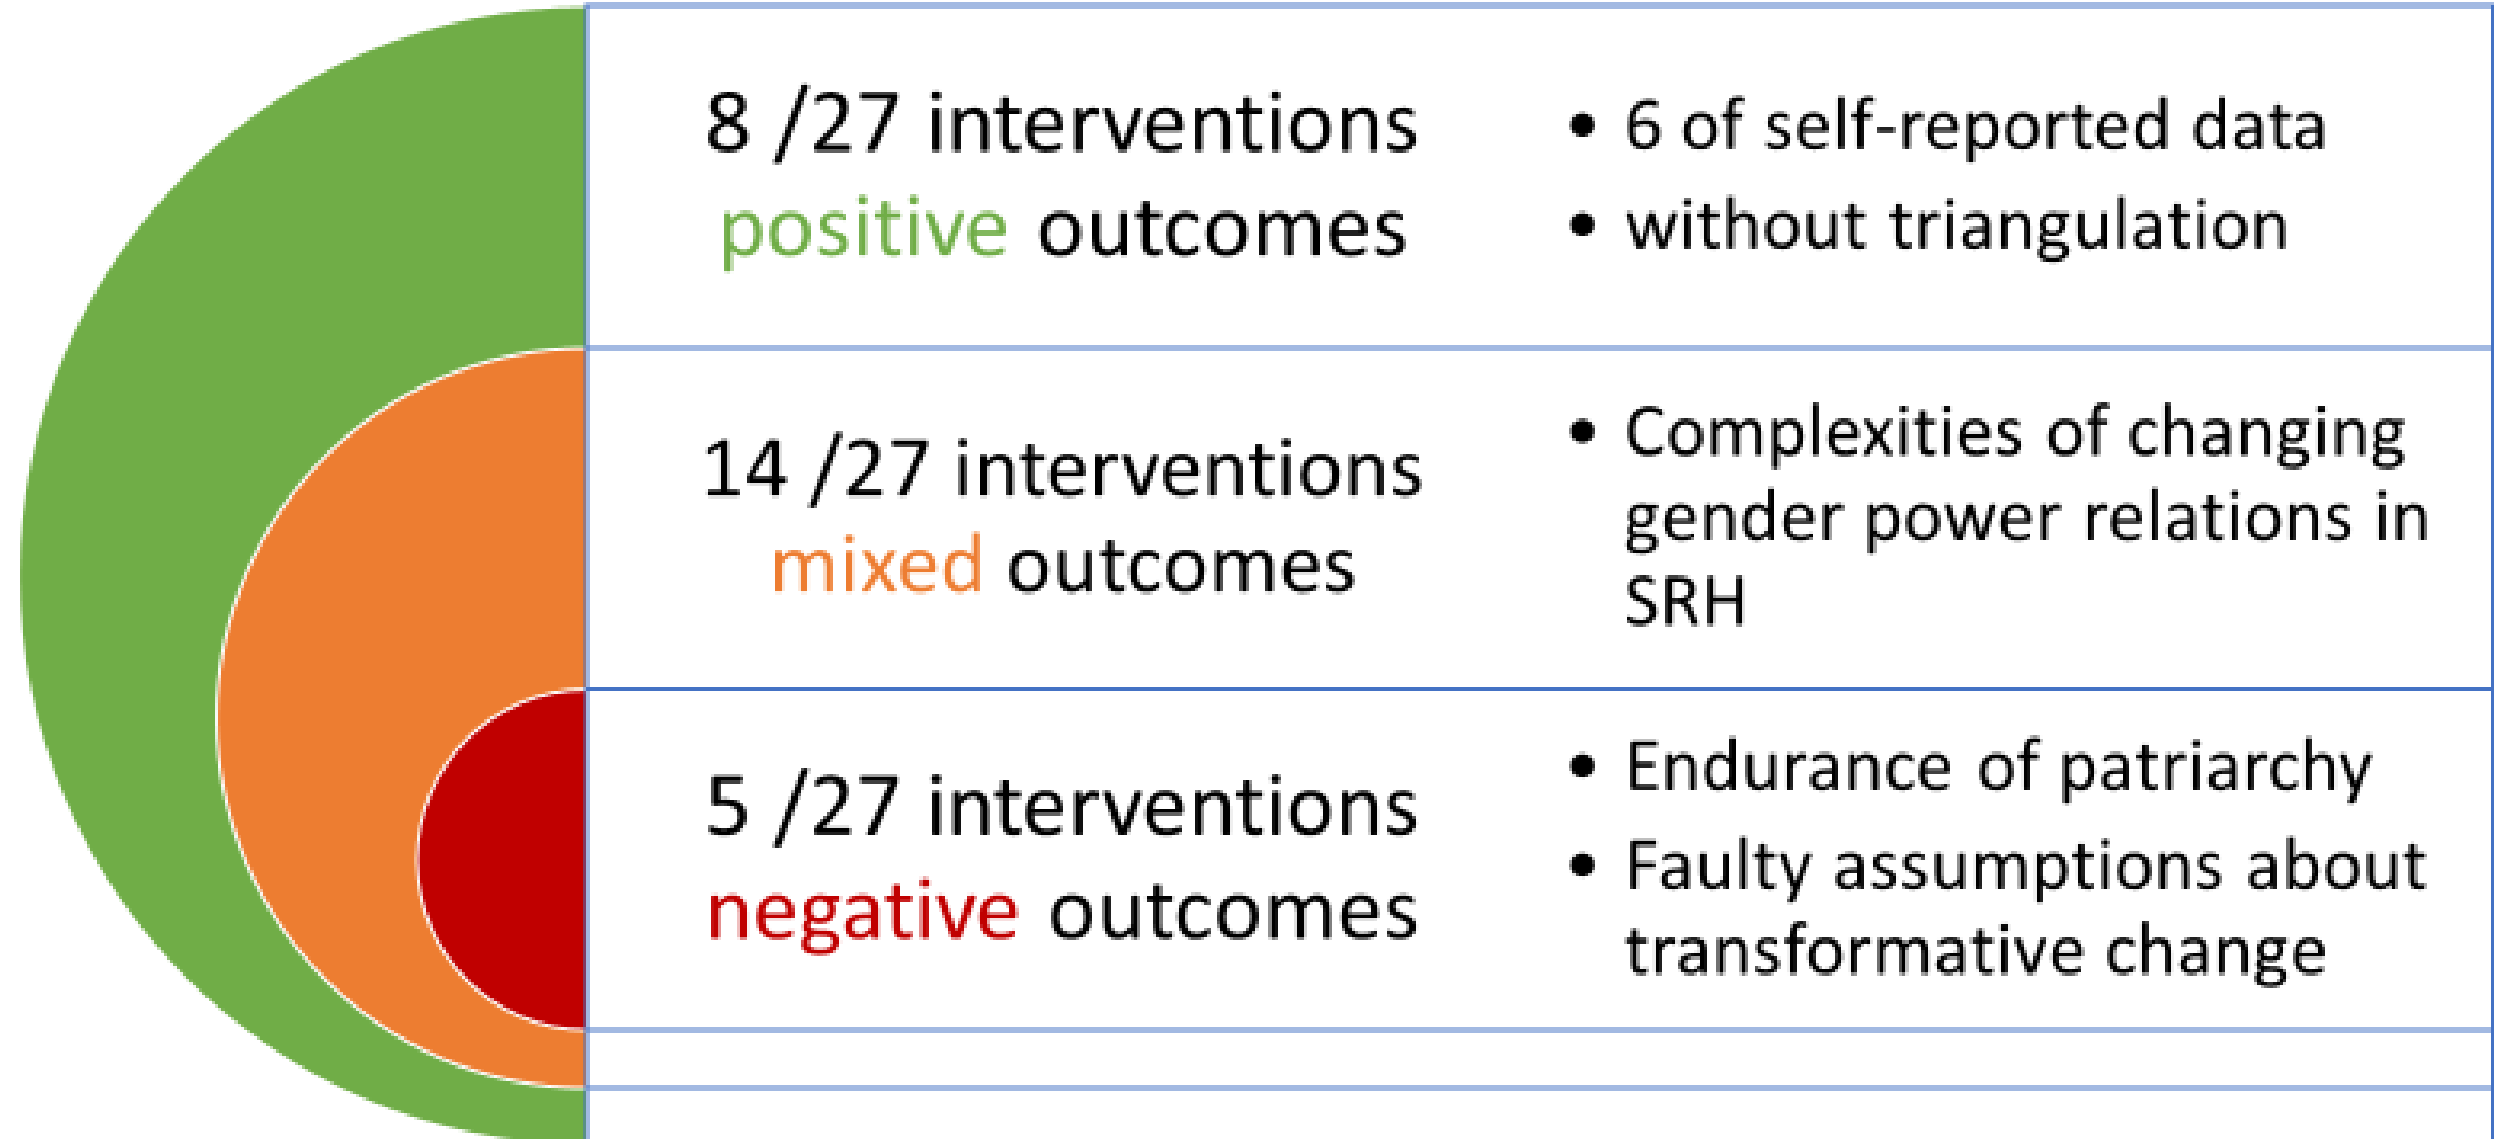 8 /27 interventions
positive outcomes
• 6 of self-reported data
• without triangulation
14 /27 interventions
mixed outcomes
• Complexities of changing
gender power relations in
SRH
5 /27 interventions
negative outcomes
• Endurance of patriarchy
• Faulty assumptions about
transformative change